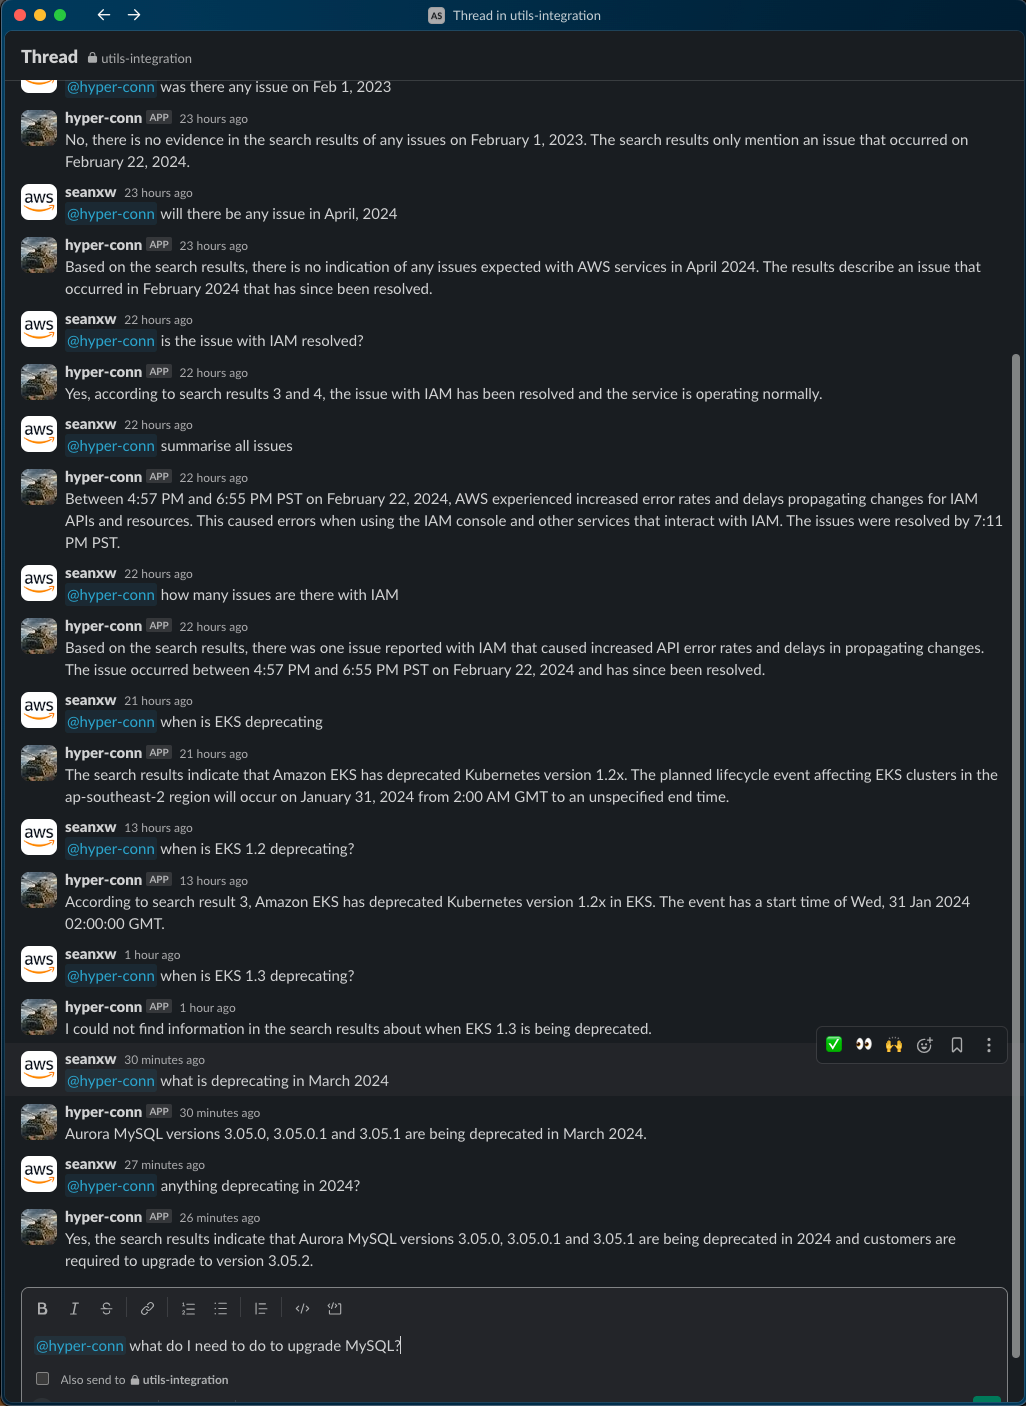 AS Thread in utils-integration
Thread utils-integration
@hyper-conn was there any issue on Feb 1, 2023
hyper-conn APP 23 hours ago
No, there is no evidence in the search results of any issues on February 1, 2023. The search results only mention an issue that occurred on
February 22, 2024.
aws seanxw 23 hours ago
@hyper-conn will there be any issue in April, 2024
hyper-conn APP 23 hours ago
Based on the search results, there is no indication of any issues expected with AWS services in April 2024. The results describe an issue that
occurred in February 2024 that has since been resolved.
aws seanxw 22 hours ago
@hyper-conn is the issue with IAM resolved?
hyper-conn APP 22 hours ago
Yes, according to search results 3 and 4, the issue with IAM has been resolved and the service is operating normally.
aws seanxw 22 hours ago
@hyper-conn summarise all issues
hyper-conn APP 22 hours ago
Between 4:57 PM and 6:55 PM PST on February 22, 2024, AWS experienced increased error rates and delays propagating changes for IAM
APIs and resources. This caused errors when using the IAM console and other services that interact with IAM. The issues were resolved by 7:11
PM PST.
aws seanxw 22 hours ago
@hyper-conn how many issues are there with IAM
hyper-conn APP 22 hours ago
Based on the search results, there was one issue reported with IAM that caused increased API error rates and delays in propagating changes.
The issue occurred between 4:57 PM and 6:55 PM PST on February 22, 2024 and has since been resolved.
aws seanxw 21 hours ago
@hyper-conn when is EKS deprecating
hyper-conn APP 21 hours ago
The search results indicate that Amazon EKS has deprecated Kubernetes version 1.2x. The planned lifecycle event affecting EKS clusters in the
ap-southeast-2 region will occur on January 31, 2024 from 2:00 AM GMT to an unspecified end time.
aws seanxw 13 hours ago
@hyper-conn when is EKS 1.2 deprecating?
hyper-conn APP 13 hours ago
According to search result 3, Amazon EKS has deprecated Kubernetes version 1.2x in EKS. The event has a start time of Wed, 31 Jan 2024
02:00:00 GMT.
aws seanxw 1 hour ago
@hyper-conn when is EKS 1.3 deprecating?
hyper-conn APP 1 hour ago
I could not find information in the search results about when EKS 1.3 is being deprecated.
aws seanxw 30 minutes ago
@hyper-conn what is deprecating in March 2024
hyper-conn APP 30 minutes ago
Aurora MySQL versions 3.05.0, 3.05.0.1 and 3.05.1 are being deprecated in March 2024.
aws seanxw 27 minutes ago
@hyper-conn anything deprecating in 2024?
hyper-conn APP 26 minutes ago
Yes, the search results indicate that Aurora MySQL versions 3.05.0, 3.05.0.1 and 3.05.1 are being deprecated in 2024 and customers are
required to upgrade to version 3.05.2.
B I S
@hyper-conn what do I need to do to upgrade MySQL?
Also send to utils-integration